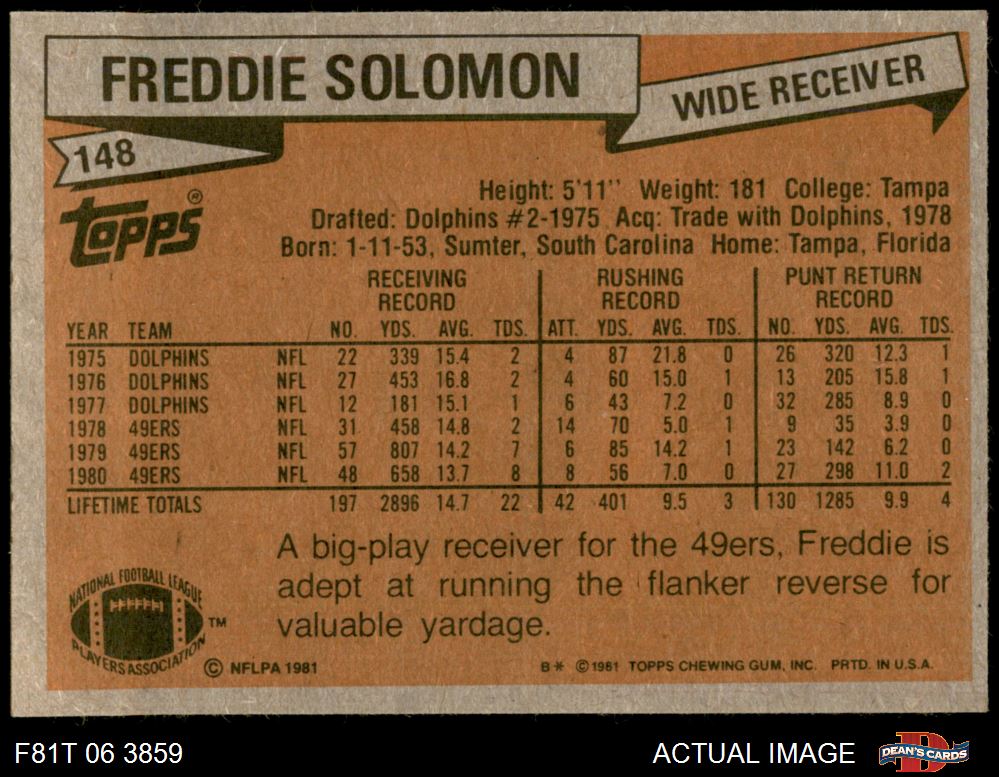 FREDDIE SOLOMON
WIDE RECEIVER
148
TOPPS®
Height: 5'11" Weight: 181 College: Tampa
Drafted: Dolphins #2-1975 Acq: Trade with Dolphins, 1978
Born: 1-11-53, Sumter, South Carolina Home: Tampa, Florida
RECEIVING RECORD RUSHING RECORD PUNT RETURN RECORD
YEAR TEAM NO. YDS. AVG. TDS. ATT. YDS. AVG. TDS. NO. YDS. AVG. TDS.
1975 DOLPHINS NFL 22 339 15.4 2 4 87 21.8 0 26 320 12.3 1
1976 DOLPHINS NFL 27 453 16.8 2 4 60 15.0 1 13 205 15.8 1
1977 DOLPHINS NFL 12 181 15.1 1 6 43 7.2 0 32 285 8.9 0
1978 49ERS NFL 31 458 14.8 2 14 70 5.0 1 9 35 3.9 0
1979 49ERS NFL 57 807 14.2 7 6 85 14.2 1 23 142 6.2 0
1980 49ERS NFL 48 658 13.7 8 8 56 7.0 0 27 298 11.0 2
LIFETIME TOTALS 197 2896 14.7 22 42 401 9.5 3 130 1285 9.9 4
A big-play receiver for the 49ers, Freddie is
adept at running the flanker reverse for
valuable yardage.
NATIONAL FOOTBALL LEAGUE
PLAYERS ASSOCIATION
TM
© NFLPA 1981
B* ©1981 TOPPS CHEWING GUM, INC. PRTD. IN U.S.A.
F81T 06 3859
ACTUAL IMAGE
D
DEAN'S CARDS